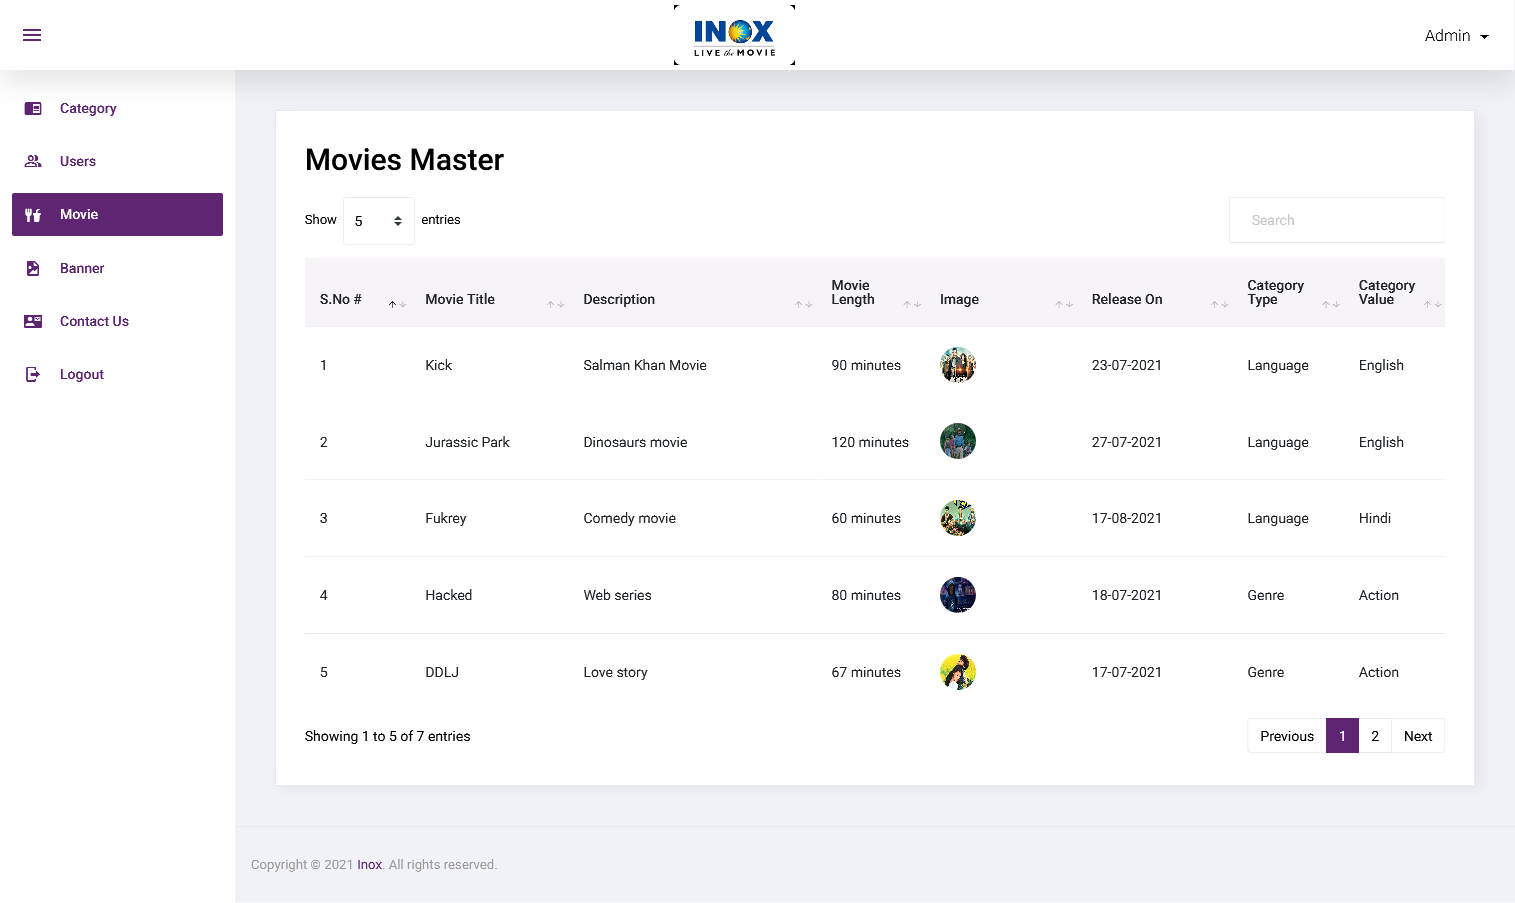 INOX
LIVE the MOVIE
Admin
Category
Users
Movie
Banner
Contact Us
Logout
Movies Master
Show 5 entries
Search
S.No # Movie Title Description Movie Length Image Release On Category Type Category Value
1 Kick Salman Khan Movie 90 minutes 23-07-2021 Language English
2 Jurassic Park Dinosaurs movie 120 minutes 27-07-2021 Language English
3 Fukrey Comedy movie 60 minutes 17-08-2021 Language Hindi
4 Hacked Web series 80 minutes 18-07-2021 Genre Action
5 DDLJ Love story 67 minutes 17-07-2021 Genre Action
Showing 1 to 5 of 7 entries
Previous 1 2 Next
Copyright © 2021 Inox. All rights reserved.